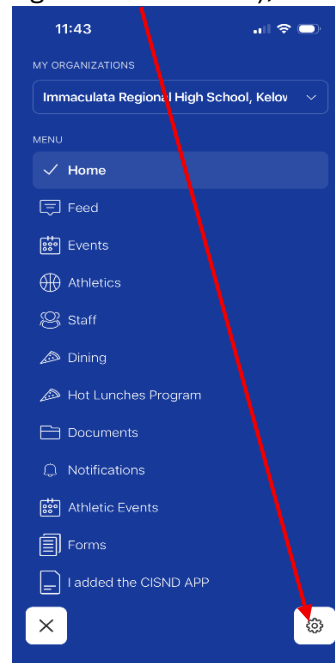 11:43
MY ORGANIZATIONS
Immaculata Regional High School, Kelov
MENU
Home
Feed
Events
Athletics
Staff
Dining
Hot Lunches Program
Documents
Notifications
Athletic Events
Forms
I added the CISND APP